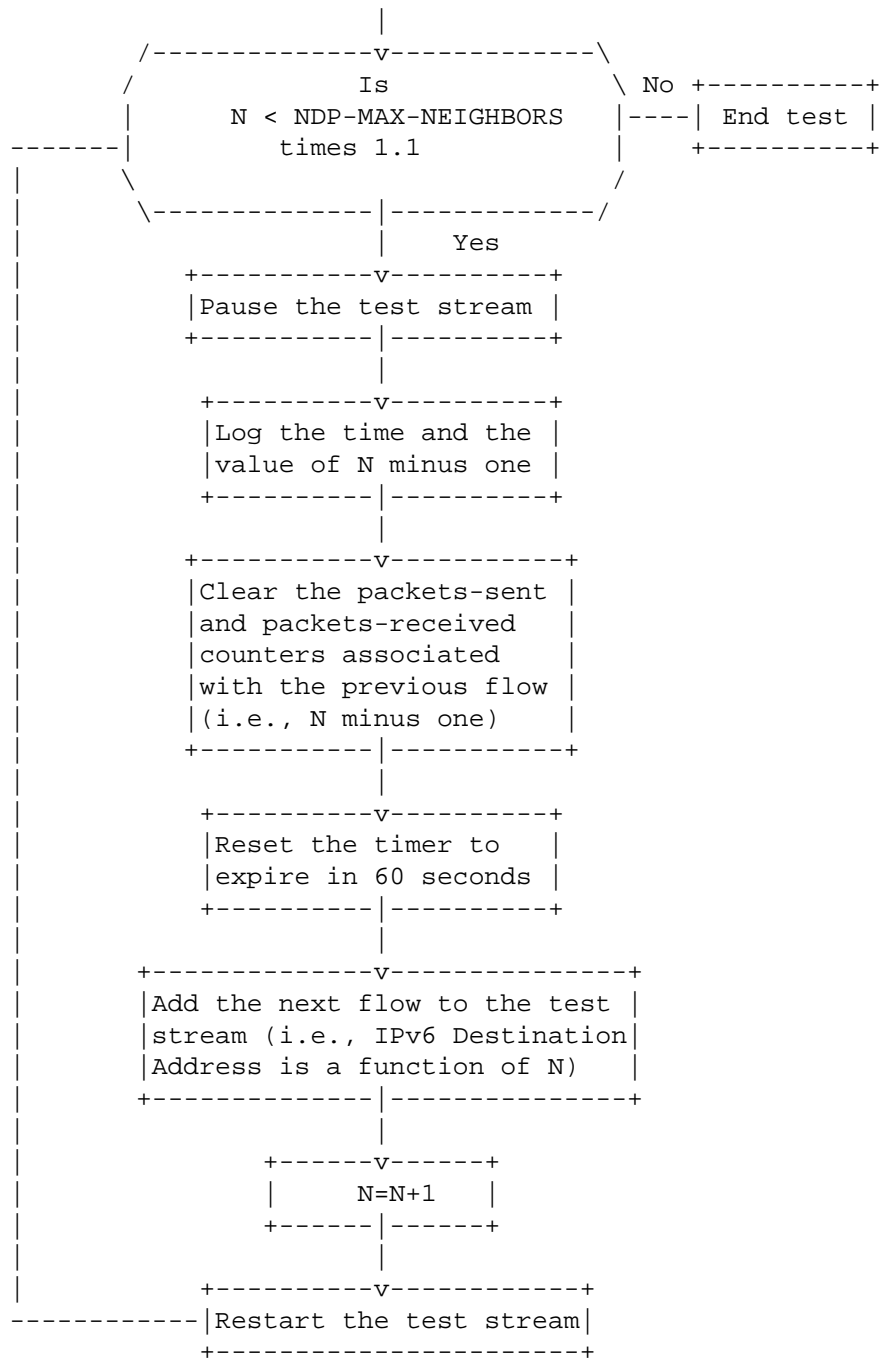 Is
No
N < NDP-MAX-NEIGHBORS
End test
times 1.1
Yes
Pause the test stream
Log the time and the
value of N minus one
Clear the packets-sent
and packets-received
counters associated
with the previous flow
(i.e., N minus one)
Reset the timer to
expire in 60 seconds
Add the next flow to the test
stream (i.e., IPv6 Destination
Address is a function of N)
N=N+1
Restart the test stream